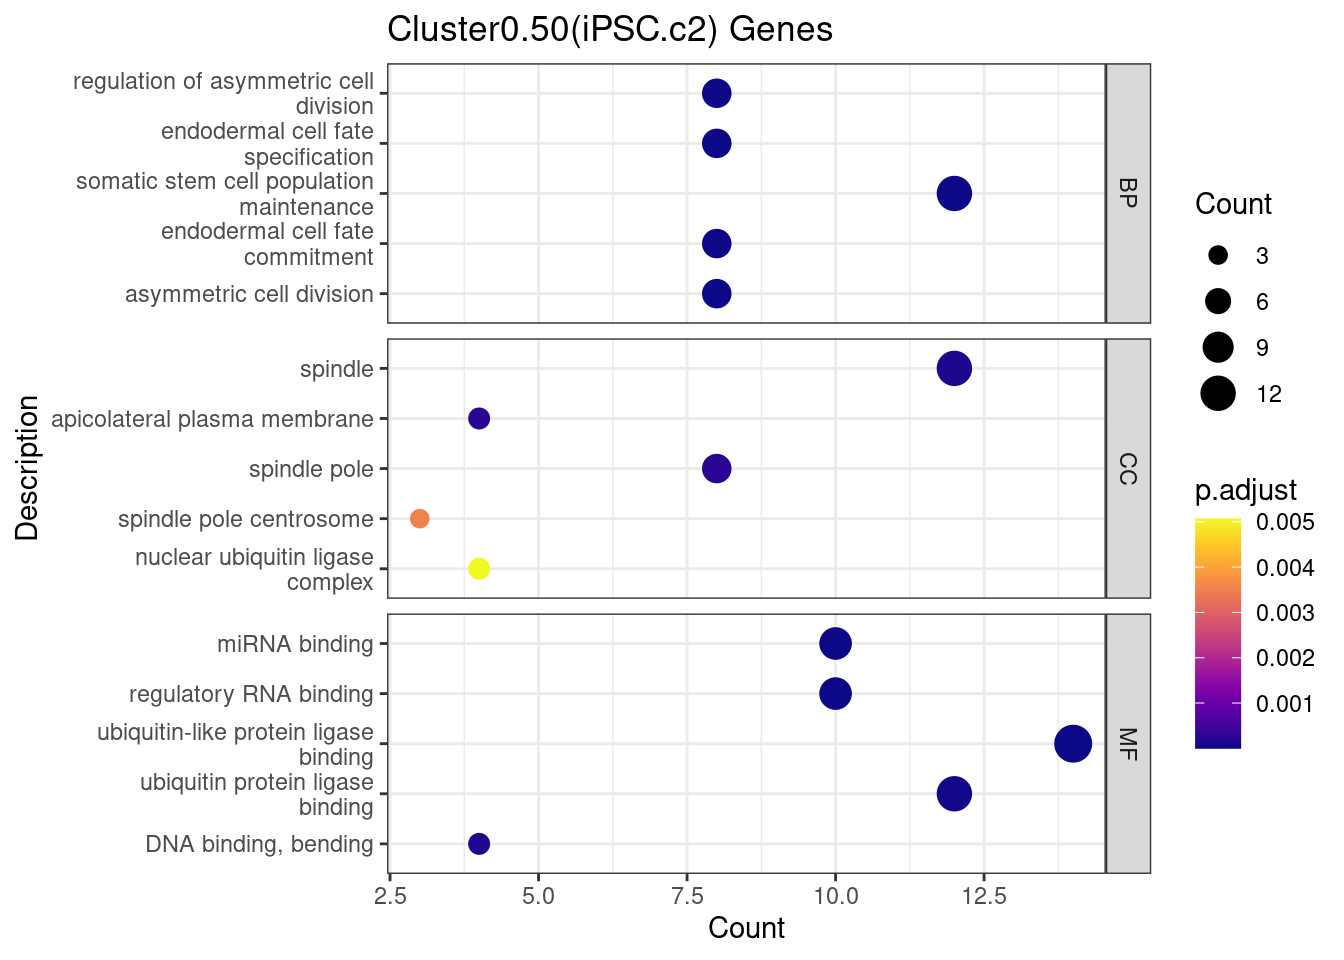 Cluster0.50(iPSC.c2) Genes
regulation of asymmetric cell
division
endodermal cell fate
specification
somatic stem cell population
maintenance
endodermal cell fate
commitment
asymmetric cell division
BP
spindle
apicolateral plasma membrane
spindle pole
spindle pole centrosome
nuclear ubiquitin ligase
complex
CC
miRNA binding
regulatory RNA binding
ubiquitin-like protein ligase
binding
ubiquitin protein ligase
binding
DNA binding, bending
MF
2.5 5.0 7.5 10.0 12.5
Count
Description
Count
3
6
9
12
p.adjust
0.005
0.004
0.003
0.002
0.001